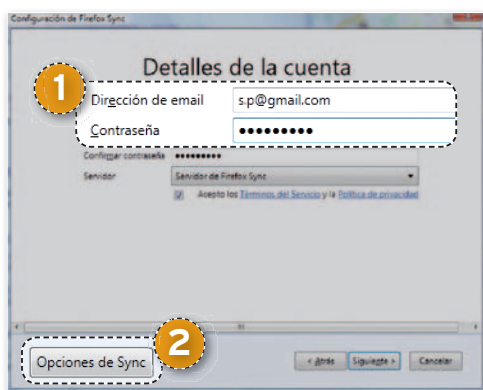 Configuración de Firefox Sync
Detalles de la cuenta
1
Dirección de email s.p@gmail.com
Contraseña ●●●●●●●●●
Confirmar contraseña ●●●●●●●●●
Servidor Servidor de Firefox Sync
Acepto los Términos del Servicio y la Política de privacidad
2
Opciones de Sync < Atrás Siguiente > Cancelar